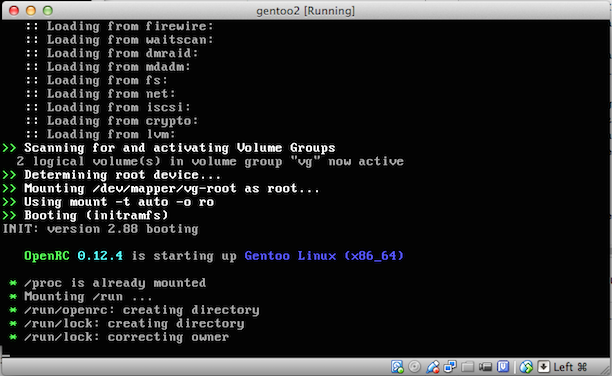 gentoo2 [Running]
:: Loading from firewire:
:: Loading from waitscan:
:: Loading from dmraid:
:: Loading from mdadm:
:: Loading from fs:
:: Loading from net:
:: Loading from iscsi:
:: Loading from crypto:
:: Loading from lvm:
>> Scanning for and activating Volume Groups
2 logical volume(s) in volume group "vg" now active
>> Determining root device...
>> Mounting /dev/mapper/vg-root as root...
>> Using mount -t auto -o ro
>> Booting (initramfs)
INIT: version 2.88 booting
OpenRC 0.12.4 is starting up Gentoo Linux (x86_64)
* /proc is already mounted
* Mounting /run ...
* /run/openrc: creating directory
* /run/lock: creating directory
* /run/lock: correcting owner
Left ⌘